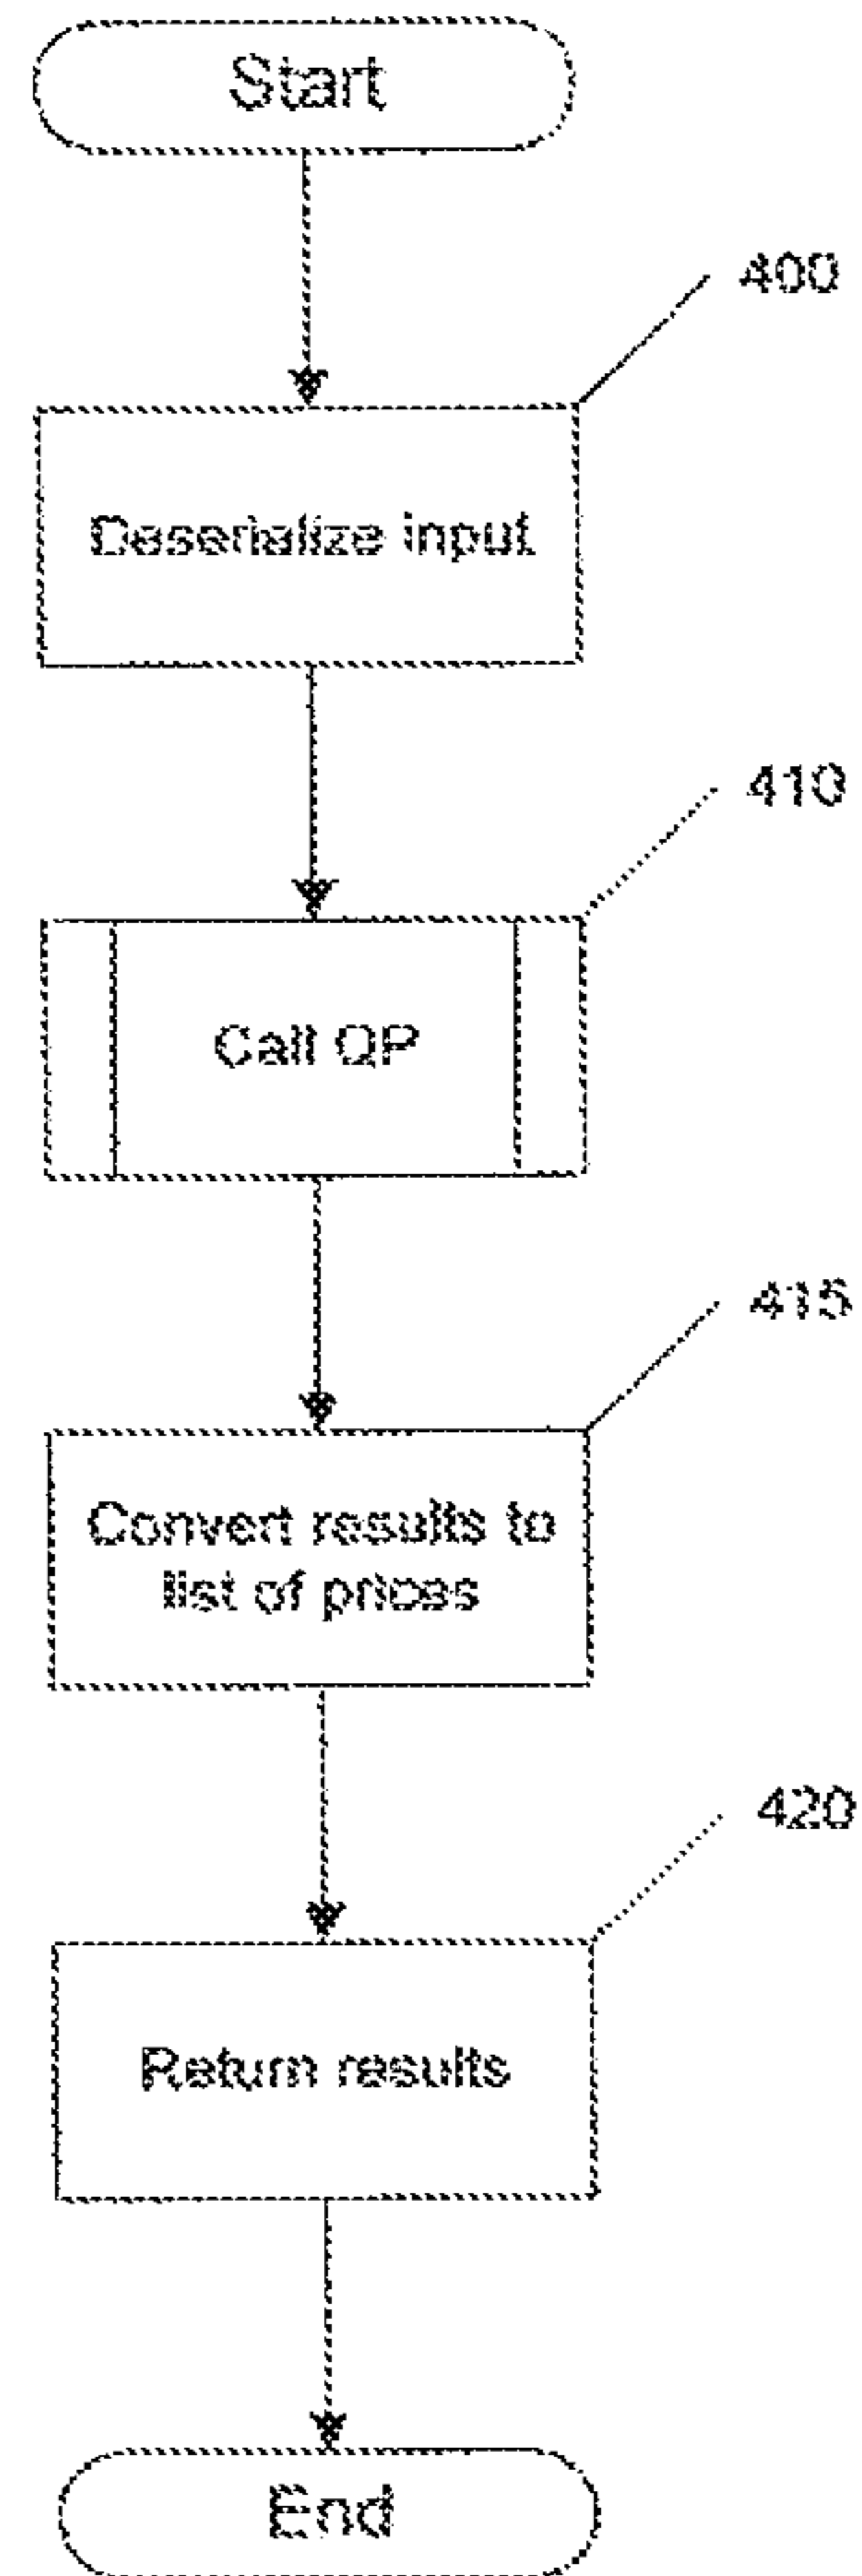 Start
400
Deserialize input
410
Call QP
415
Convert results to
list of prices
420
Return results
End